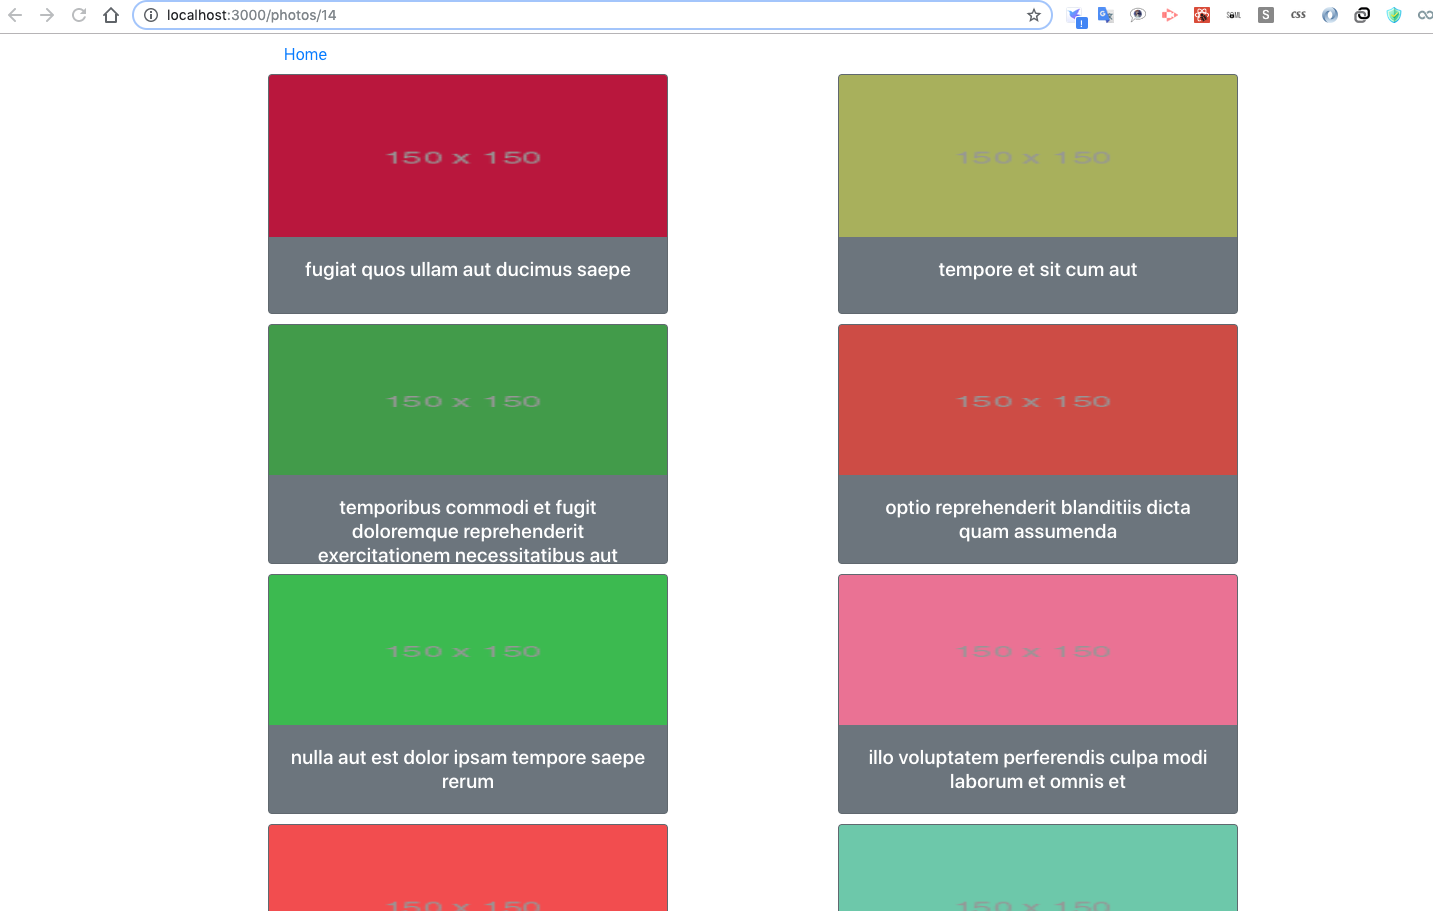 localhost:3000/photos/14
S
CSS
Home
150 x 150
150 x 150
fugiat quos ullam aut ducimus saepe
tempore et sit cum aut
150 x 150
150 x 150
temporibus commodi et fugit
doloremque reprehenderit
exercitationem necessitatibus aut
optio reprehenderit blanditiis dicta
quam assumenda
150 x 150
150 x 150
nulla aut est dolor ipsam tempore saepe
rerum
illo voluptatem perferendis culpa modi
laborum et omnis et
150 x 150
150 x 150